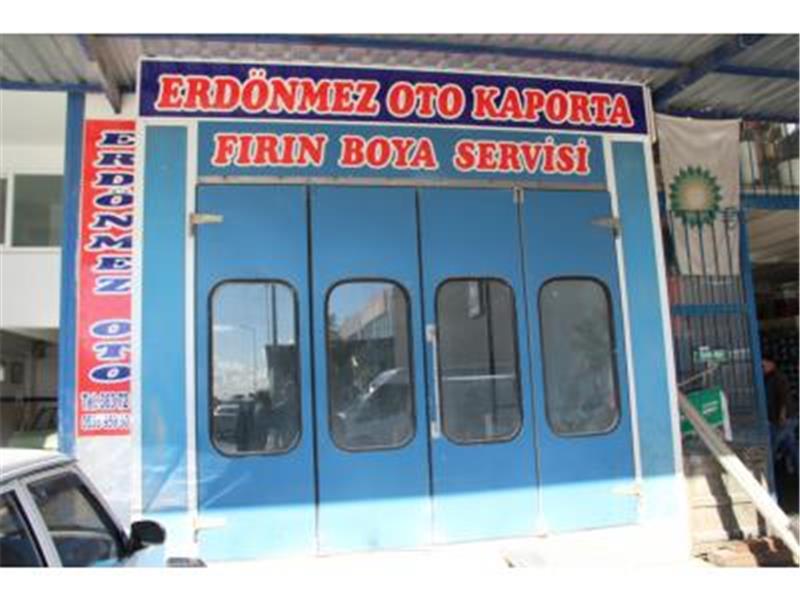 ERDÖNMEZ OTO KAPORTA
FIRIN BOYA SERVİSİ
ERDÖNMEZ OTO